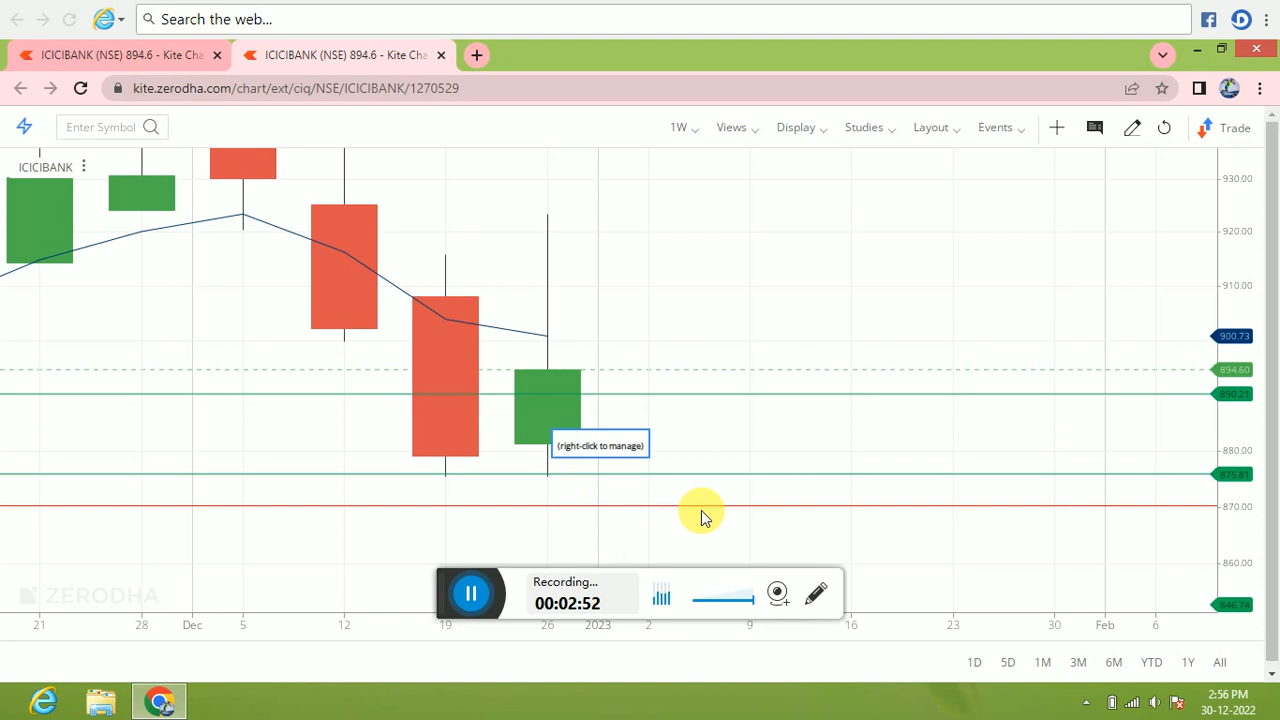 Search the web...
ICICIBANK (NSE) 894.6 - Kite Cha
ICICIBANK (NSE) 894.6 - Kite Cha
kite.zerodha.com/chart/ext/ciq/NSE/ICICIBANK/1270529
Enter Symbol
1W
Views
Display
Studies
Layout
Events
Trade
ICICIBANK
930.00
920.00
910.00
900.73
894.60
890.21
880.00
875.81
870.00
860.00
846.74
(right-click to manage)
ZERODHA
Recording...
00:02:52
21
28
Dec
5
12
19
26
2023
2
9
16
23
30
Feb
6
1D
5D
1M
3M
6M
YTD
1Y
All
2:56 PM
30-12-2022